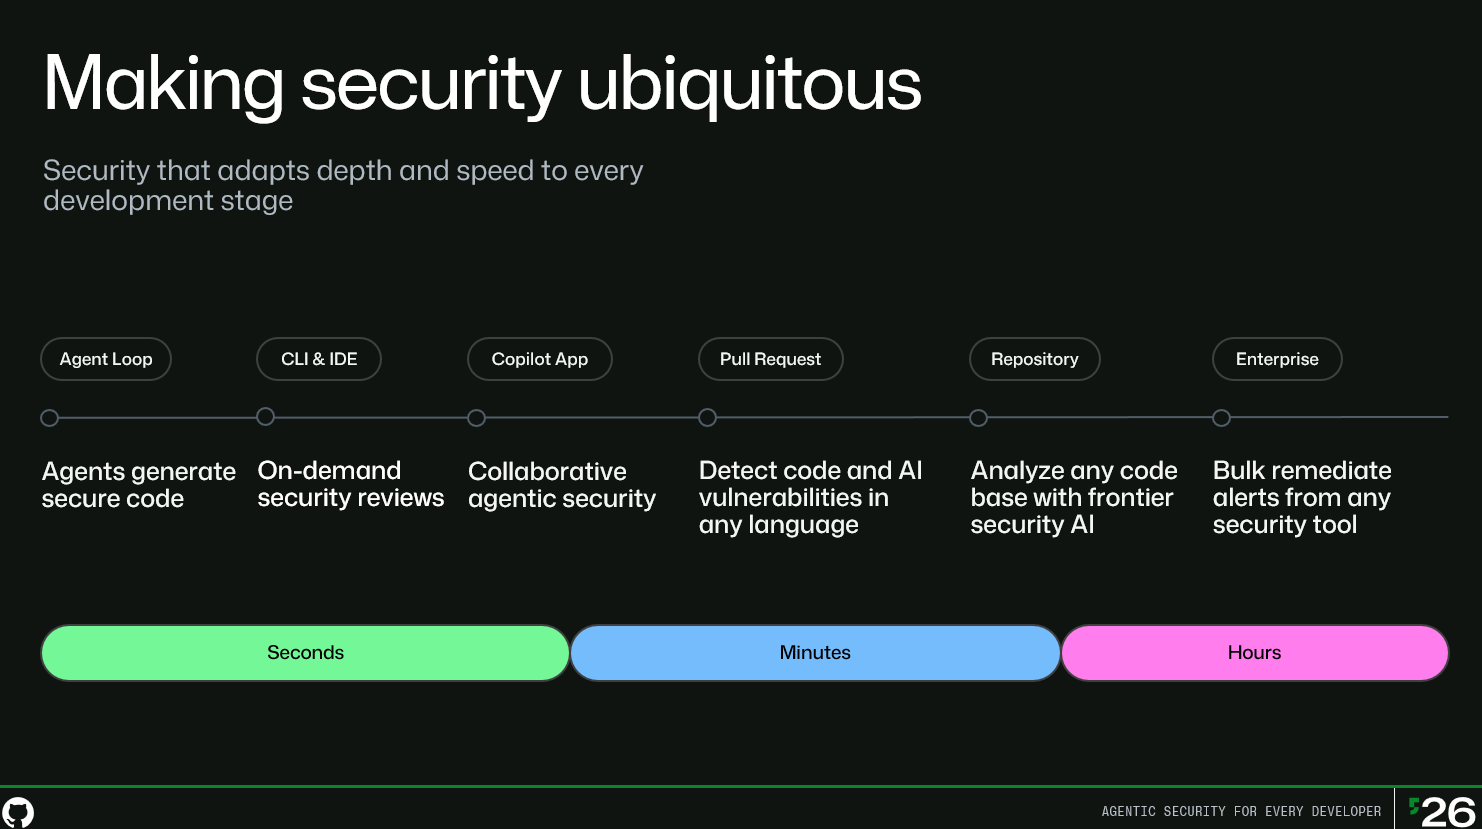 Making security ubiquitous
Security that adapts depth and speed to every
development stage
Agent Loop
CLI & IDE
Copilot App
Pull Request
Repository
Enterprise
Agents generate
secure code
On-demand
security reviews
Collaborative
agentic security
Detect code and AI
vulnerabilities in
any language
Analyze any code
base with frontier
security AI
Bulk remediate
alerts from any
security tool
Seconds
Minutes
Hours
AGENTIC SECURITY FOR EVERY DEVELOPER
'26